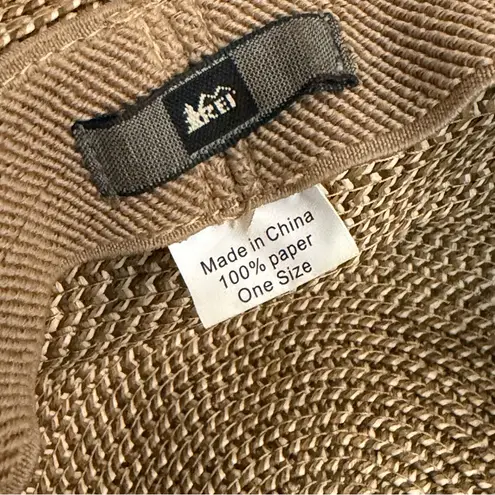 REI
Made in China
100% paper
One Size